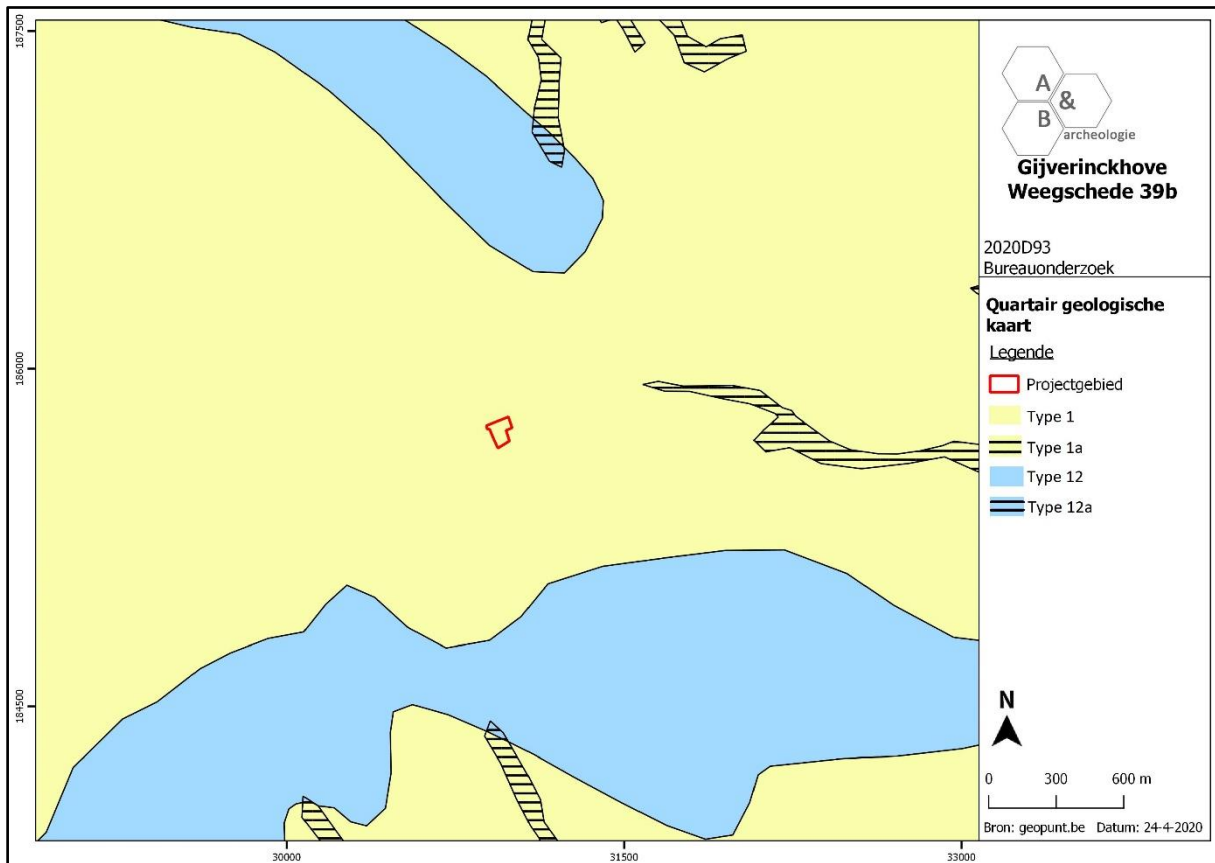 187500
186000
184500
30000
31500
33000
A
&
B
archeologie
Gijverinckhove
Weegschede 39b
2020D93
Bureauonderzoek
Quartair geologische
kaart
Legende
Projectgebied
Type 1
Type 1a
Type 12
Type 12a
N
0 300 600 m
Bron: geopunt.be Datum: 24-4-2020